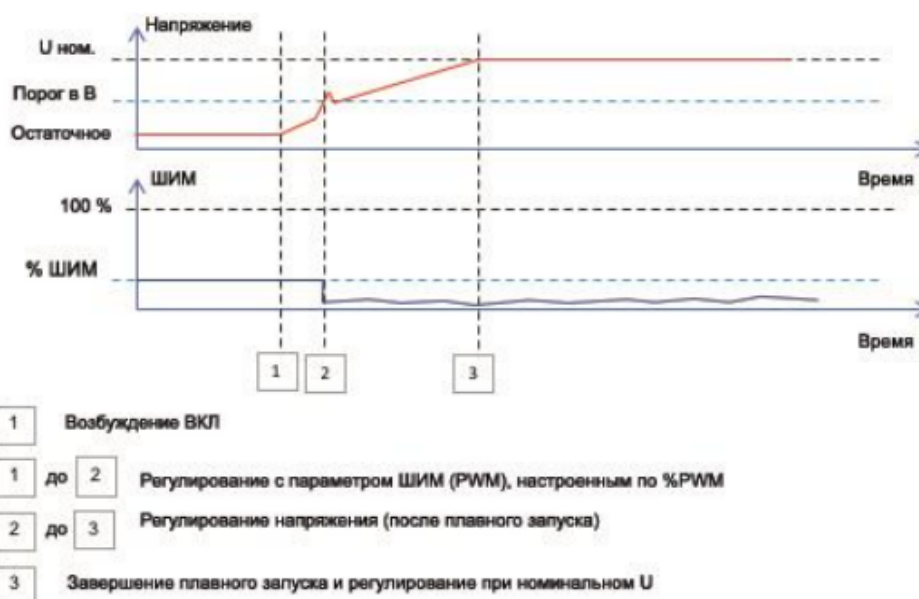 Напряжение
U ном.
Порог в В
Остаточное
Время
ШИМ
100 %
% ШИМ
Время
1 2 3
1 Возбуждение ВКЛ
1 до 2 Регулирование с параметром ШИМ (PWM), настроенным по %PWM
2 до 3 Регулирование напряжения (после плавного запуска)
3 Завершение плавного запуска и регулирование при номинальном U